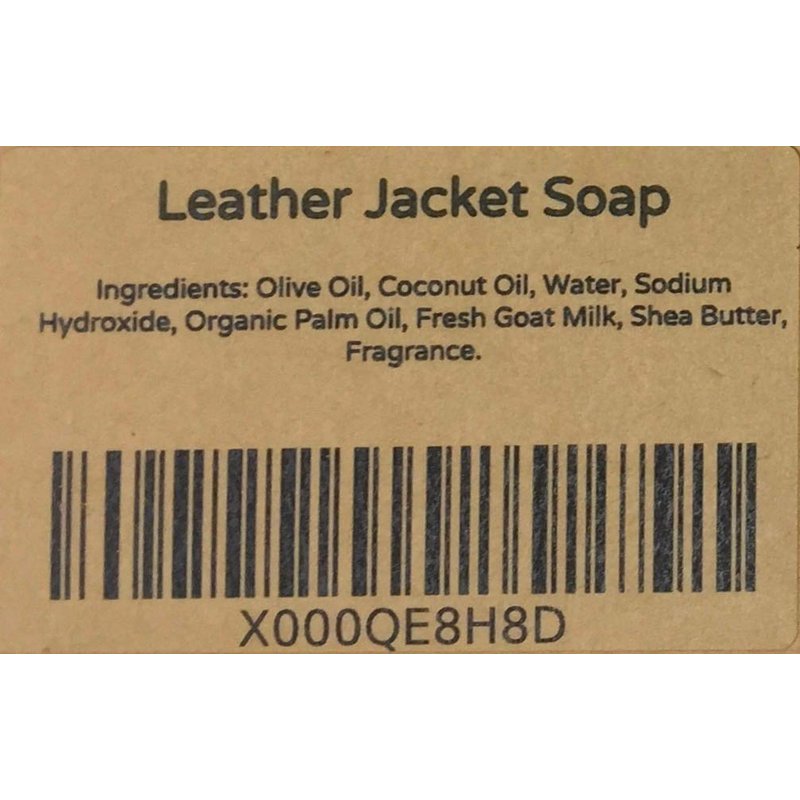 Leather Jacket Soap
Ingredients: Olive Oil, Coconut Oil, Water, Sodium
Hydroxide, Organic Palm Oil, Fresh Goat Milk, Shea Butter,
Fragrance.
X000QE8H8D